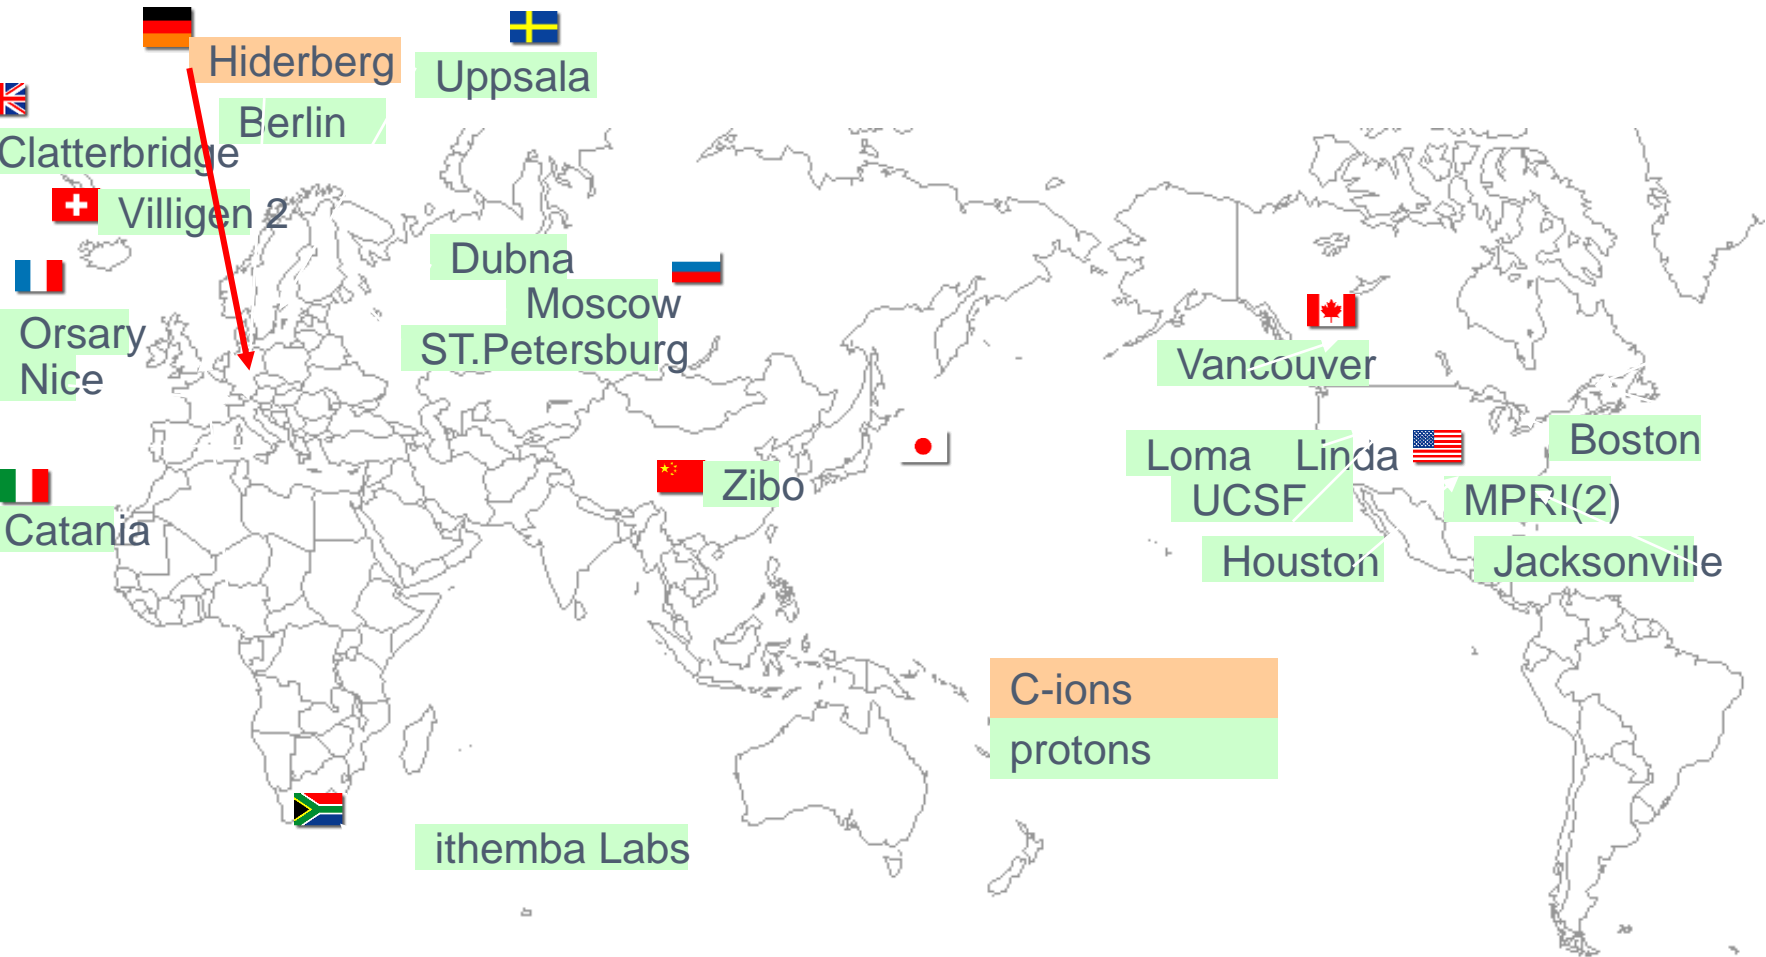 Hiderberg
Uppsala
Berlin
Clatterbridge
Villigen 2
Dubna
Moscow
ST.Petersburg
Orsary
Nice
Vancouver
Boston
Loma Linda
UCSF
MPRI(2)
Houston
Jacksonville
Zibo
Catania
C-ions
protons
ithemba Labs